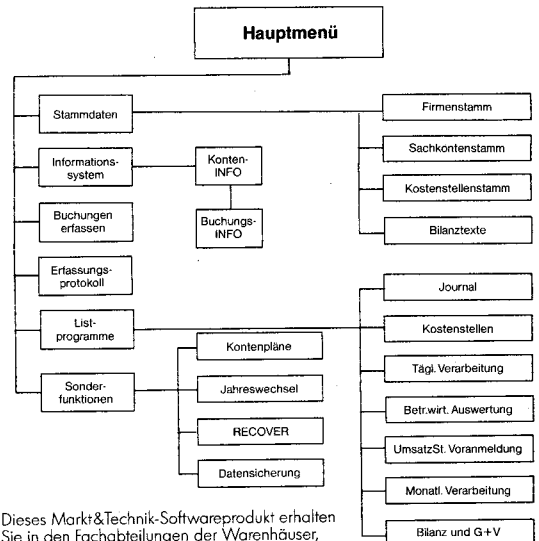 Hauptmenü
Stammdaten
Informations-
system
Buchungen
erfassen
Erfassungs-
protokoll
List-
programme
Sonder-
funktionen
Konten-
INFO
Buchungs-
INFO
Kontenpläne
Jahreswechsel
RECOVER
Datensicherung
Firmenstamm
Sachkontenstamm
Kostenstellenstamm
Bilanztexte
Journal
Kostenstellen
Tägl. Verarbeitung
Betr.wirt. Auswertung
UmsatzSt. Voranmeldung
Monatl. Verarbeitung
Bilanz und G+V
Dieses Markt&Technik-Softwareprodukt erhalten
Sie in den Fachabteilungen der Warenhäuser,